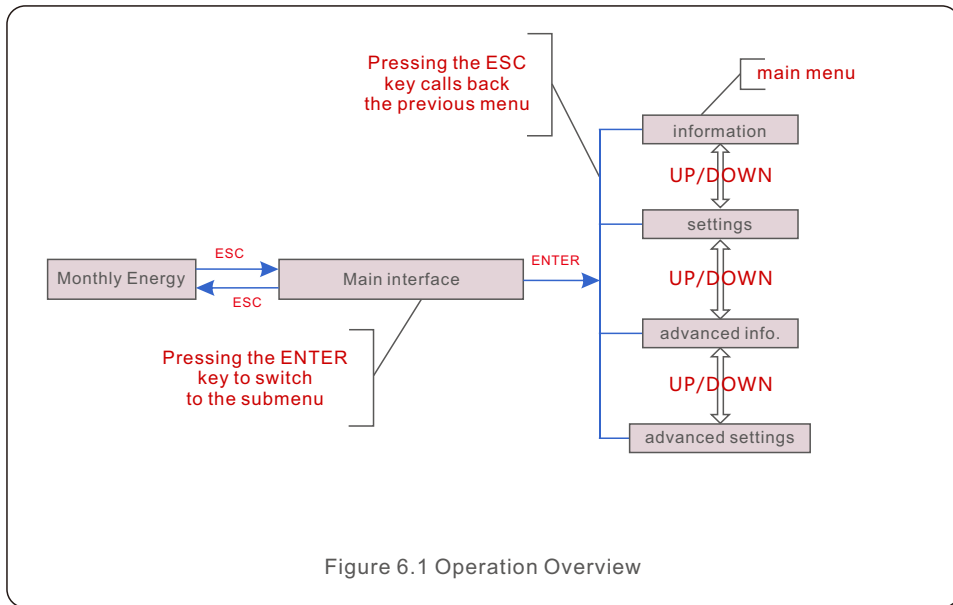 Pressing the ESC
key calls back
the previous menu
main menu
information
UP/DOWN
settings
ESC
ENTER
Monthly Energy
Main interface
UP/DOWN
ESC
advanced info.
Pressing the ENTER
key to switch
to the submenu
UP/DOWN
advanced settings
Figure 6.1 Operation Overview